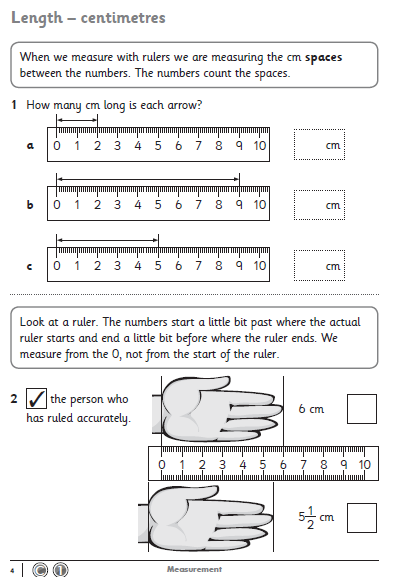 Length – centimetres
When we measure with rulers we are measuring the cm spaces
between the numbers. The numbers count the spaces.
1 How many cm long is each arrow?
a 0 1 2 3 4 5 6 7 8 9 10 cm
b 0 1 2 3 4 5 6 7 8 9 10 cm
c 0 1 2 3 4 5 6 7 8 9 10 cm
Look at a ruler. The numbers start a little bit past where the actual
ruler starts and end a little bit before where the ruler ends. We
measure from the 0, not from the start of the ruler.
2 ✓ the person who
has ruled accurately.
6 cm
0 1 2 3 4 5 6 7 8 9 10
5 1/2 cm
4 Measurement